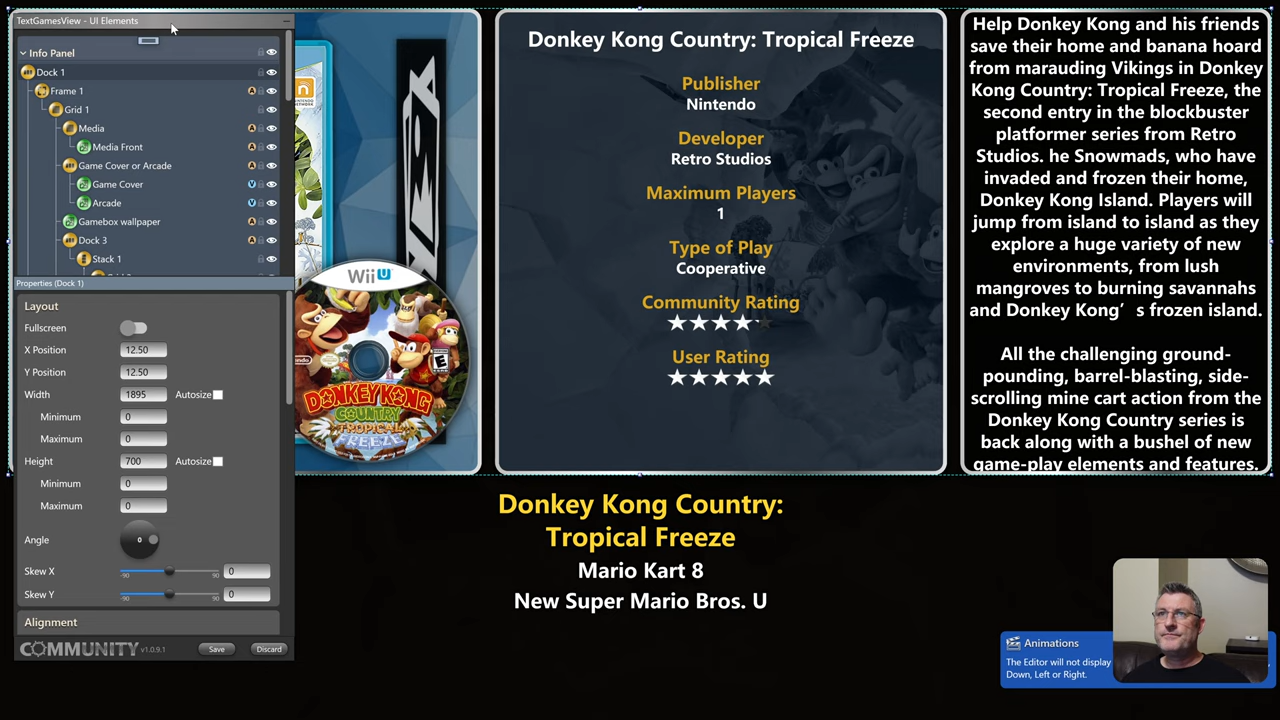 TextGamesView - UI Elements
Info Panel
Dock 1
Frame 1
A
Grid 1
Media
A
Media Front
Game Cover or Arcade
A
Game Cover
V
Arcade
V
Gamebox wallpaper
A
Dock 3
A
Stack 1
Properties (Dock 1)
Layout
Fullscreen
X Position
12.50
Y Position
12.50
Width
1895
Autosize
Minimum
0
Maximum
0
Height
700
Autosize
Minimum
0
Maximum
0
Angle
0
Skew X
-90
90
0
Skew Y
-90
90
0
Alignment
COMMUNITY v1.0.9.1
Save
Discard
Wii U
E
DONKEY KONG
COUNTRY
TROPICAL
FREEZE
Donkey Kong Country: Tropical Freeze
Publisher
Nintendo
Developer
Retro Studios
Maximum Players
1
Type of Play
Cooperative
Community Rating
User Rating
Help Donkey Kong and his friends
save their home and banana hoard
from marauding Vikings in Donkey
Kong Country: Tropical Freeze, the
second entry in the blockbuster
platformer series from Retro
Studios. he Snowmads, who have
invaded and frozen their home,
Donkey Kong Island. Players will
jump from island to island as they
explore a huge variety of new
environments, from lush
mangroves to burning savannahs
and Donkey Kong’s frozen island.
All the challenging ground-
pounding, barrel-blasting, side-
scrolling mine cart action from the
Donkey Kong Country series is
back along with a bushel of new
game-play elements and features.
Donkey Kong Country:
Tropical Freeze
Mario Kart 8
New Super Mario Bros. U
Animations
The Editor will not display
Down, Left or Right.